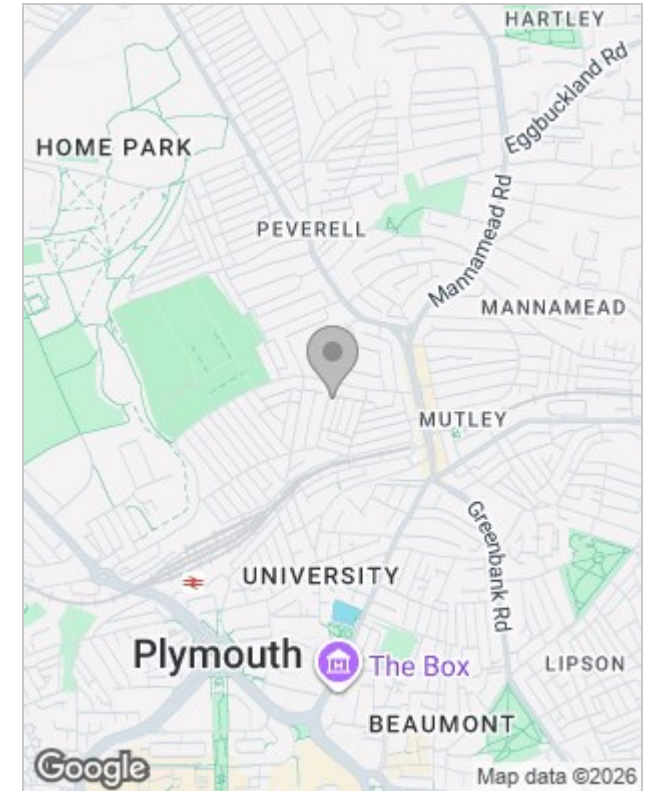 HARTLEY
Eggbuckland Rd
HOME PARK
Mannamead Rd
PEVERELL
MANNAMEAD
MUTLEY
Greenbank Rd
UNIVERSITY
Plymouth
The Box
LIPSON
BEAUMONT
Google
Map data ©2026